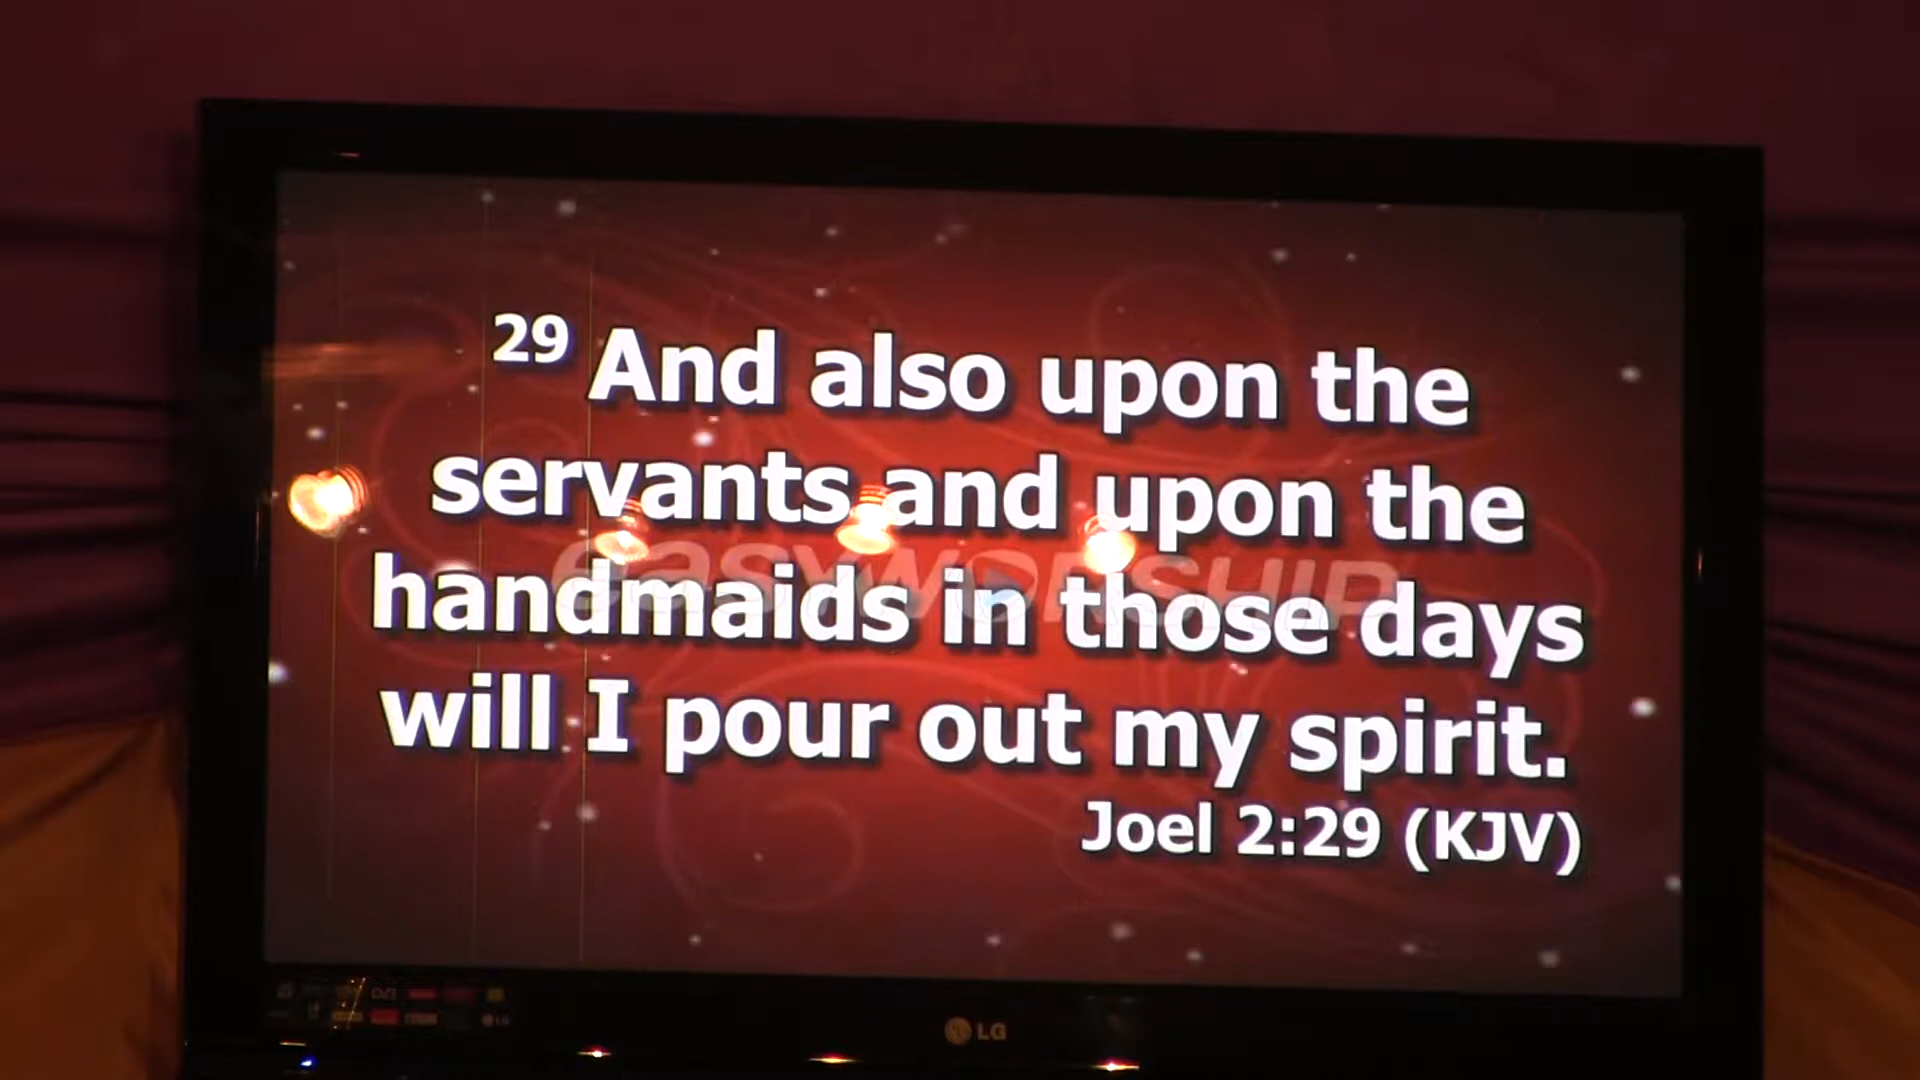 29 And also upon the
servants and upon the
easyworship
handmaids in those days
will I pour out my spirit.
Joel 2:29 (KJV)
LG